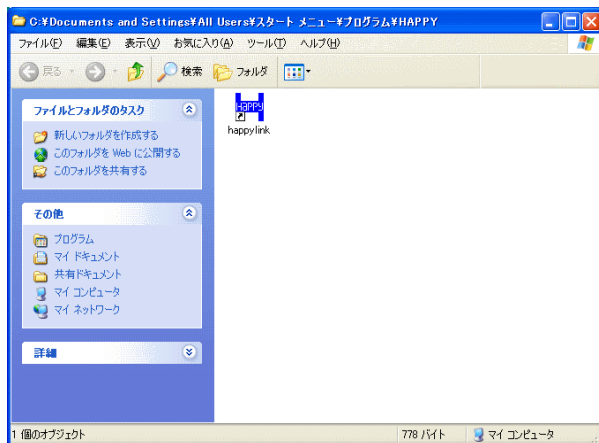 C:¥Documents and Settings¥All Users¥スタート メニュー¥プログラム¥HAPPY
ファイル(F) 編集(E) 表示(V) お気に入り(A) ツール(T) ヘルプ(H)
戻る 検索 フォルダ
ファイルとフォルダのタスク
新しいフォルダを作成する
このフォルダを Web に公開する
このフォルダを共有する
その他
プログラム
マイ ドキュメント
共有ドキュメント
マイ コンピュータ
マイ ネットワーク
詳細
HAPPY
happylink
1 個のオブジェクト 778 バイト マイ コンピュータ